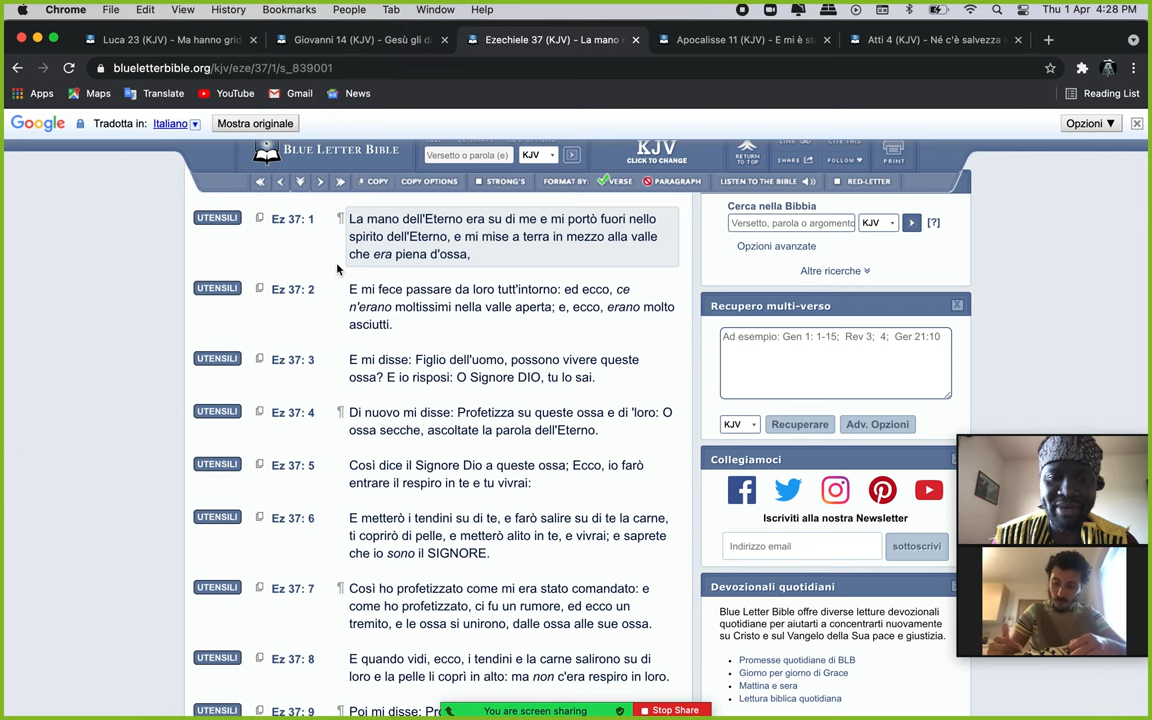 Chrome File Edit View History Bookmarks People Tab Window Help Thu 1 Apr 4:28 PM
Luca 23 (KJV) - Ma hanno grid Giovanni 14 (KJV) - Gesù gli di Ezechiele 37 (KJV) - La mano Apocalisse 11 (KJV) - E mi è st Atti 4 (KJV) - Né c'è salvezza
blueletterbible.org/kjv/eze/37/1/s_839001
Apps Maps Translate YouTube Gmail News Reading List
Google Tradotta in: Italiano Mostra originale Opzioni ▼
BLUE LETTER BIBLE
Versetto o parola (e) KJV
KJV
CLICK TO CHANGE
RETURN TO TOP
SHARE
FOLLOW
PRINT
COPY COPY OPTIONS STRONG'S FORMAT BY: VERSE PARAGRAPH LISTEN TO THE BIBLE RED-LETTER
UTENSILI Ez 37: 1 ¶ La mano dell'Eterno era su di me e mi portò fuori nello
spirito dell'Eterno, e mi mise a terra in mezzo alla valle
che era piena d'ossa,
UTENSILI Ez 37: 2 E mi fece passare da loro tutt'intorno: ed ecco, ce
n'erano moltissimi nella valle aperta; e, ecco, erano molto
asciutti.
UTENSILI Ez 37: 3 E mi disse: Figlio dell'uomo, possono vivere queste
ossa? E io risposi: O Signore DIO, tu lo sai.
UTENSILI Ez 37: 4 ¶ Di nuovo mi disse: Profetizza su queste ossa e di 'loro: O
ossa secche, ascoltate la parola dell'Eterno.
UTENSILI Ez 37: 5 Così dice il Signore Dio a queste ossa; Ecco, io farò
entrare il respiro in te e tu vivrai:
UTENSILI Ez 37: 6 E metterò i tendini su di te, e farò salire su di te la carne,
ti coprirò di pelle, e metterò alito in te, e vivrai; e saprete
che io sono il SIGNORE.
UTENSILI Ez 37: 7 ¶ Così ho profetizzato come mi era stato comandato: e
come ho profetizzato, ci fu un rumore, ed ecco un
tremito, e le ossa si unirono, dalle ossa alle sue ossa.
UTENSILI Ez 37: 8 E quando vidi, ecco, i tendini e la carne salirono su di
loro e la pelle li coprì in alto: ma non c'era respiro in loro.
UTENSILI Ez 37: 9 ¶ Poi mi disse:
Cerca nella Bibbia
Versetto, parola o argomento KJV [?]
Opzioni avanzate
Altre ricerche
Recupero multi-verso
Ad esempio: Gen 1: 1-15; Rev 3; 4; Ger 21:10
KJV Recuperare Adv. Opzioni
Collegiamoci
Iscriviti alla nostra Newsletter
Indirizzo email sottoscrivi
Devozionali quotidiani
Blue Letter Bible offre diverse letture devozionali
quotidiane per aiutarti a concentrarti nuovamente
su Cristo e sul Vangelo della Sua pace e giustizia.
Promesse quotidiane di BLB
Giorno per giorno di Grace
Mattina e sera
Lettura biblica quotidiana
You are screen sharing Stop Share